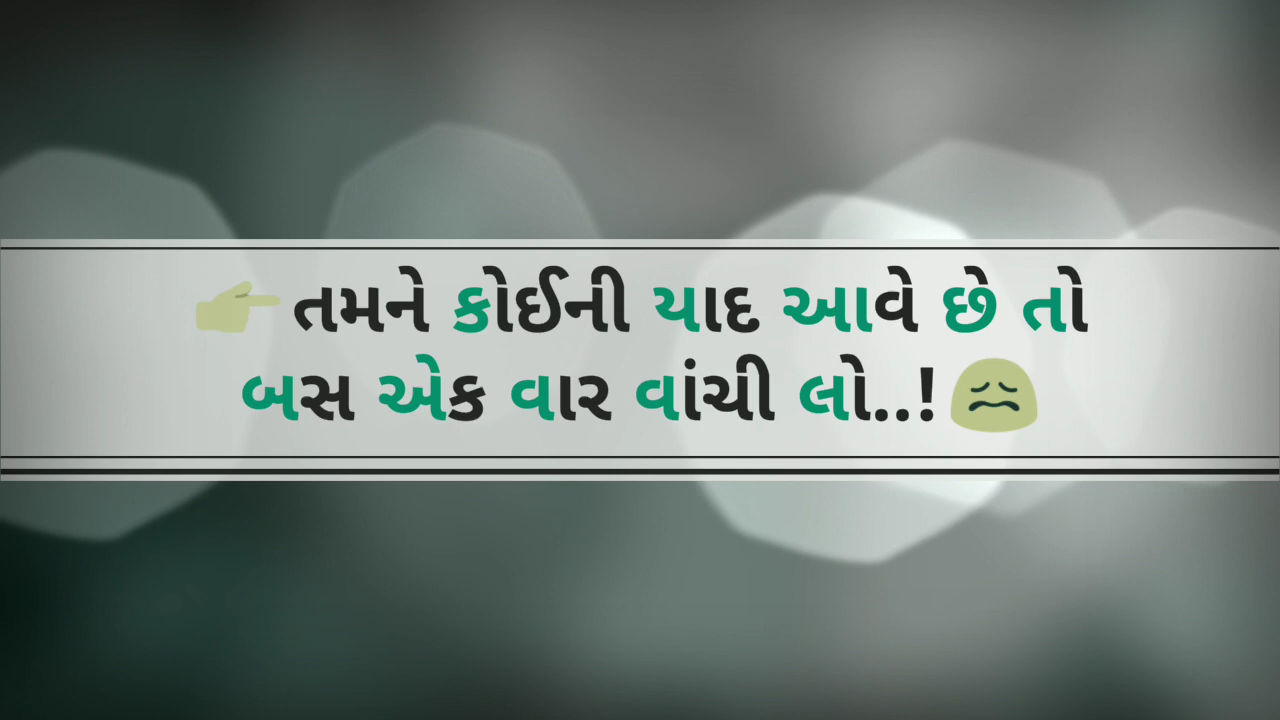 👉 તમને કોઈની યાદ આવે છે તો
બસ એક વાર વાંચી લો..! 😖